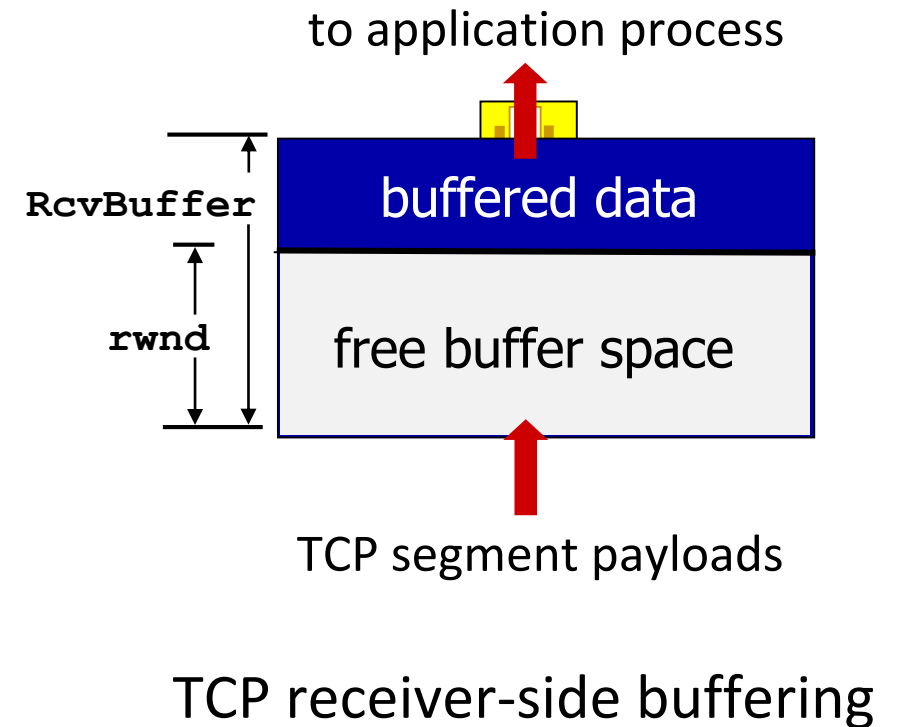 to application process
RcvBuffer
buffered data
rwnd
free buffer space
TCP segment payloads
TCP receiver-side buffering